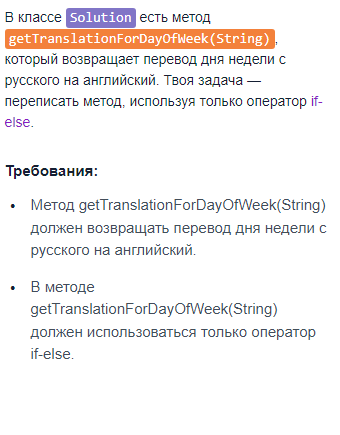 В классе Solution есть метод
getTranslationForDayOfWeek(String),
который возвращает перевод дня недели с
русского на английский. Твоя задача —
переписать метод, используя только оператор if-
else.
Требования:
• Метод getTranslationForDayOfWeek(String)
должен возвращать перевод дня недели с
русского на английский.
• В методе
getTranslationForDayOfWeek(String)
должен использоваться только оператор
if-else.